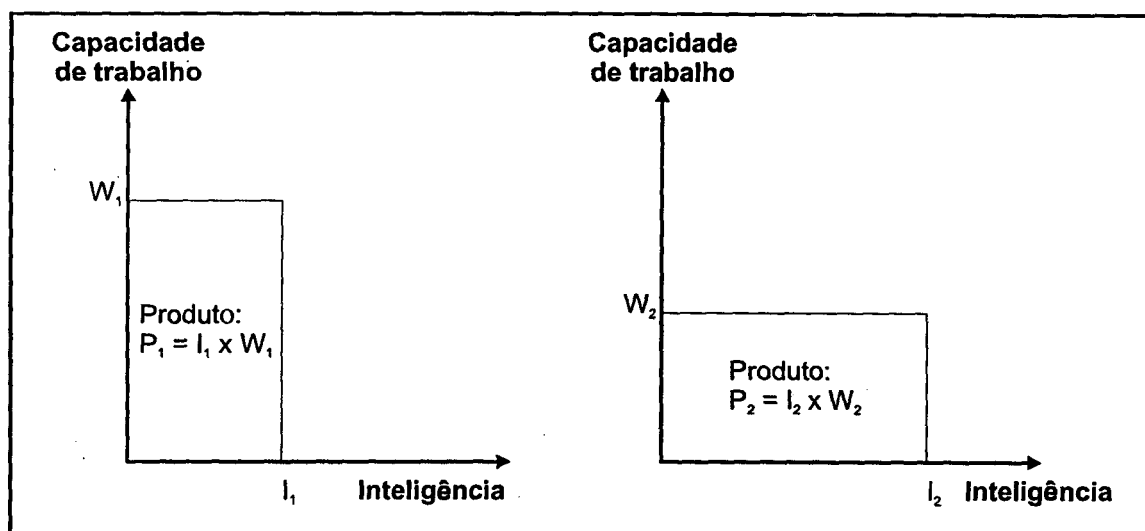 Capacidade
de trabalho
W₁
Produto:
P₁ = I₁ x W₁
I₁ Inteligência
Capacidade
de trabalho
W₂
Produto:
P₂ = I₂ x W₂
I₂ Inteligência